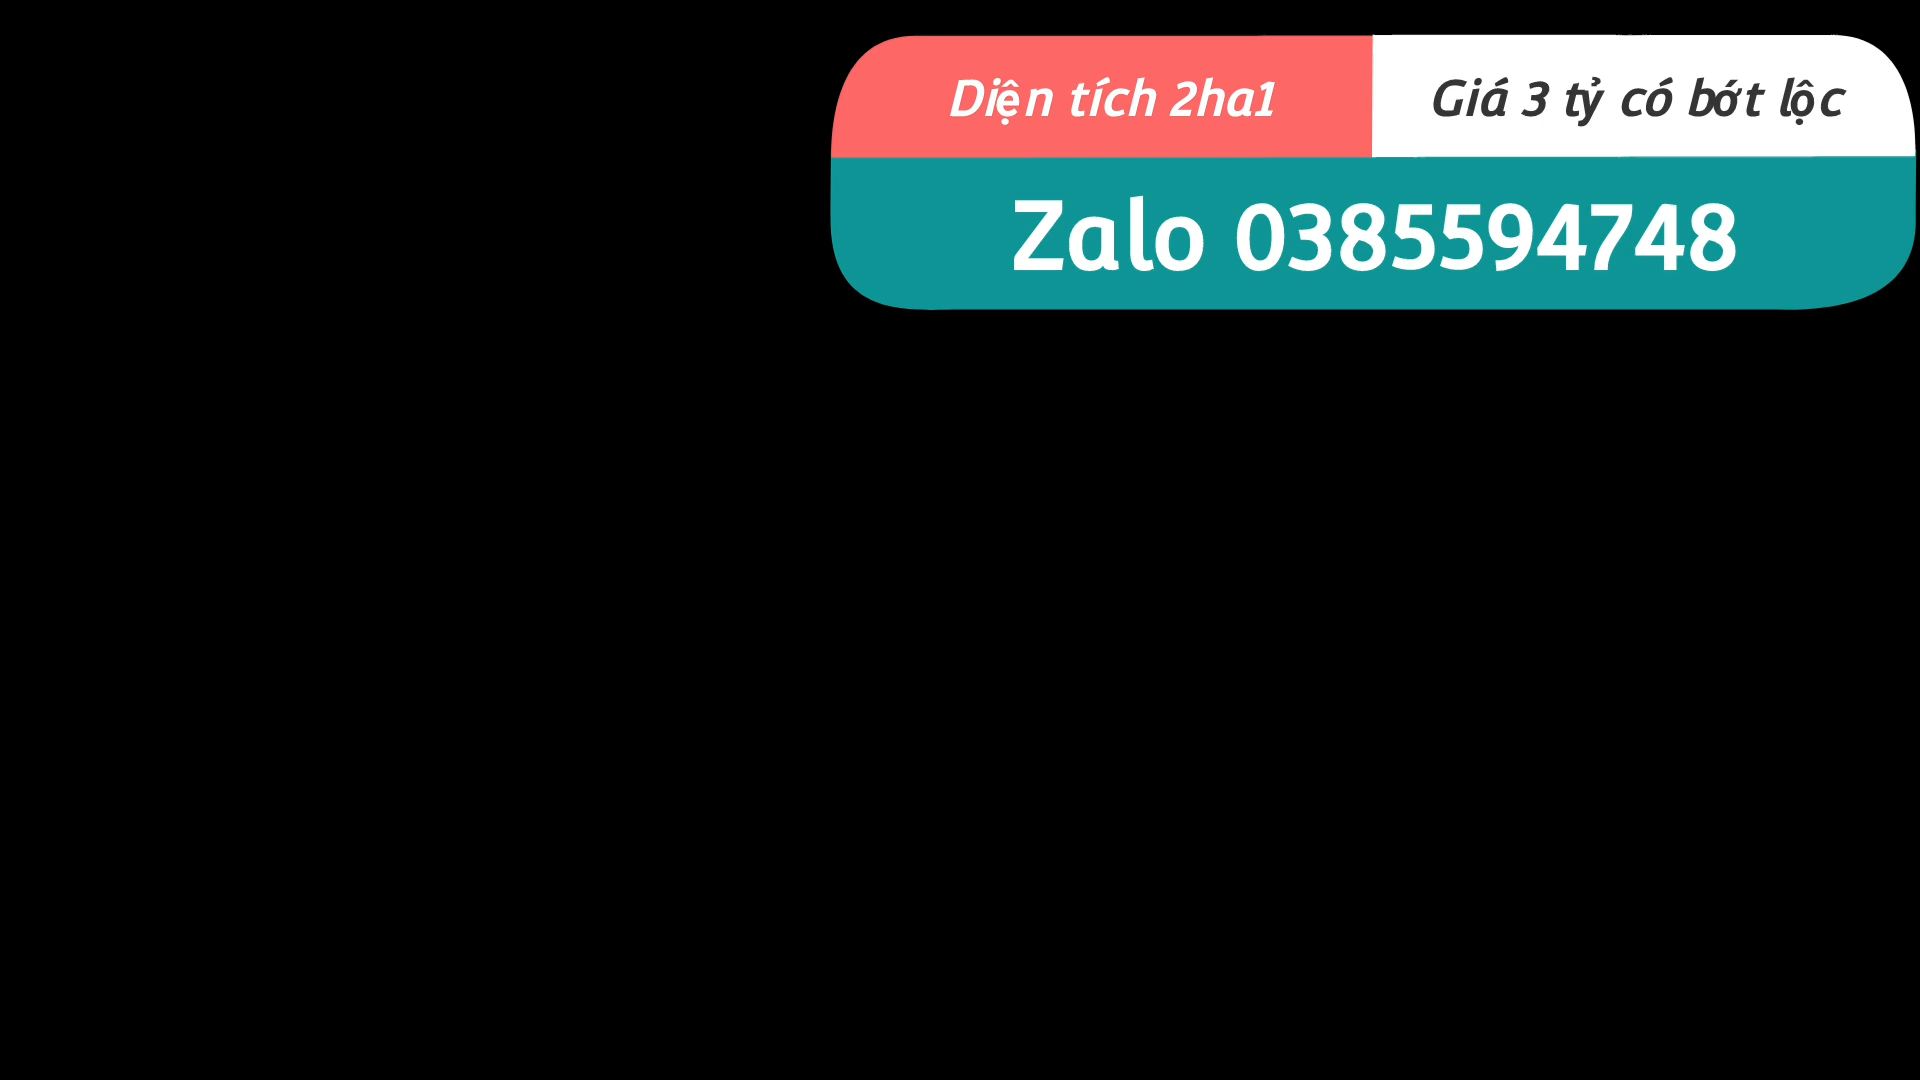 Diện tích 2ha1
Giá 3 tỷ có bớt lộc
Zalo 0385594748